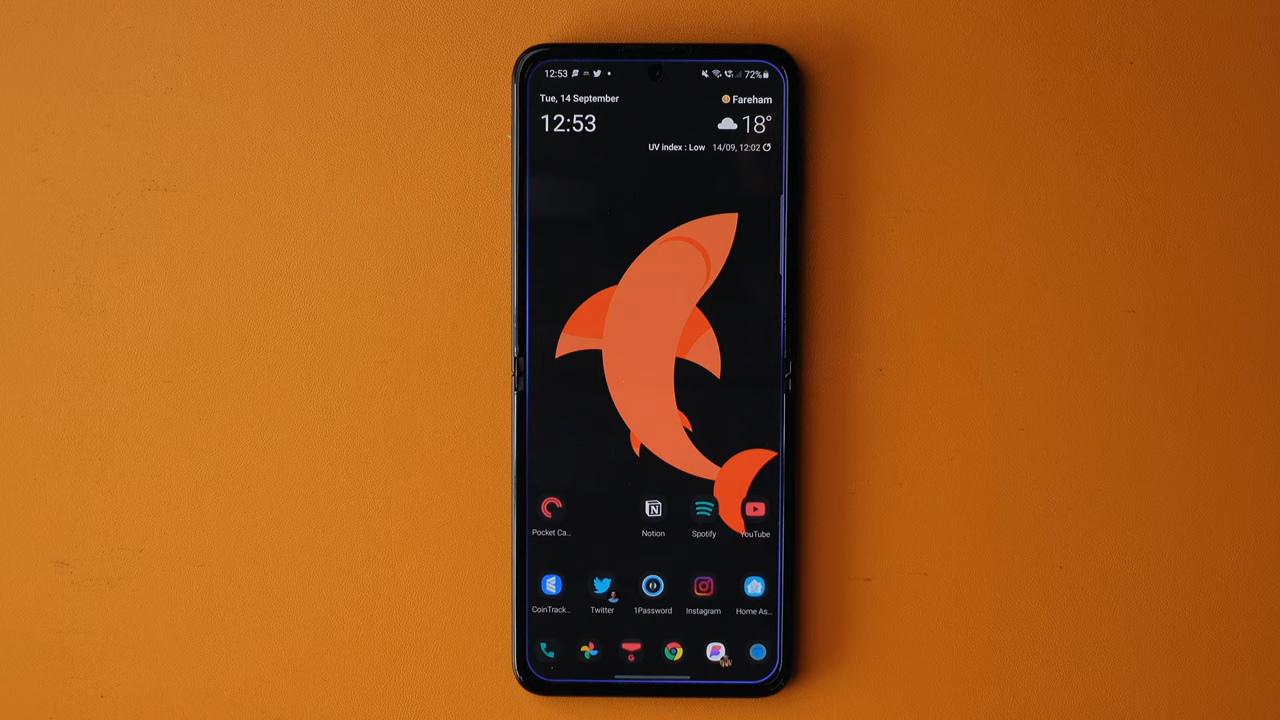 12:53 72%
Tue, 14 September
Fareham
12:53
18°
UV index : Low 14/09, 12:02
Pocket Ca..
Notion
Spotify
YouTube
CoinTrack..
Twitter
1Password
Instagram
Home As..